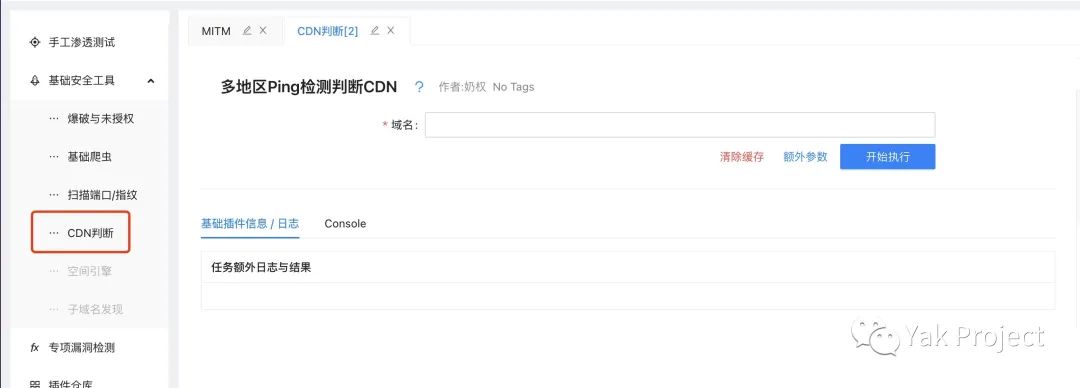 手工渗透测试
基础安全工具
爆破与未授权
基础爬虫
扫描端口/指纹
CDN判断
空间引擎
子域名发现
fx 专项漏洞检测
插件仓库
MITM
CDN判断[2]
多地区Ping检测判断CDN ? 作者:奶权 No Tags
* 域名:
清除缓存 额外参数 开始执行
基础插件信息 / 日志 Console
任务额外日志与结果
Yak Project